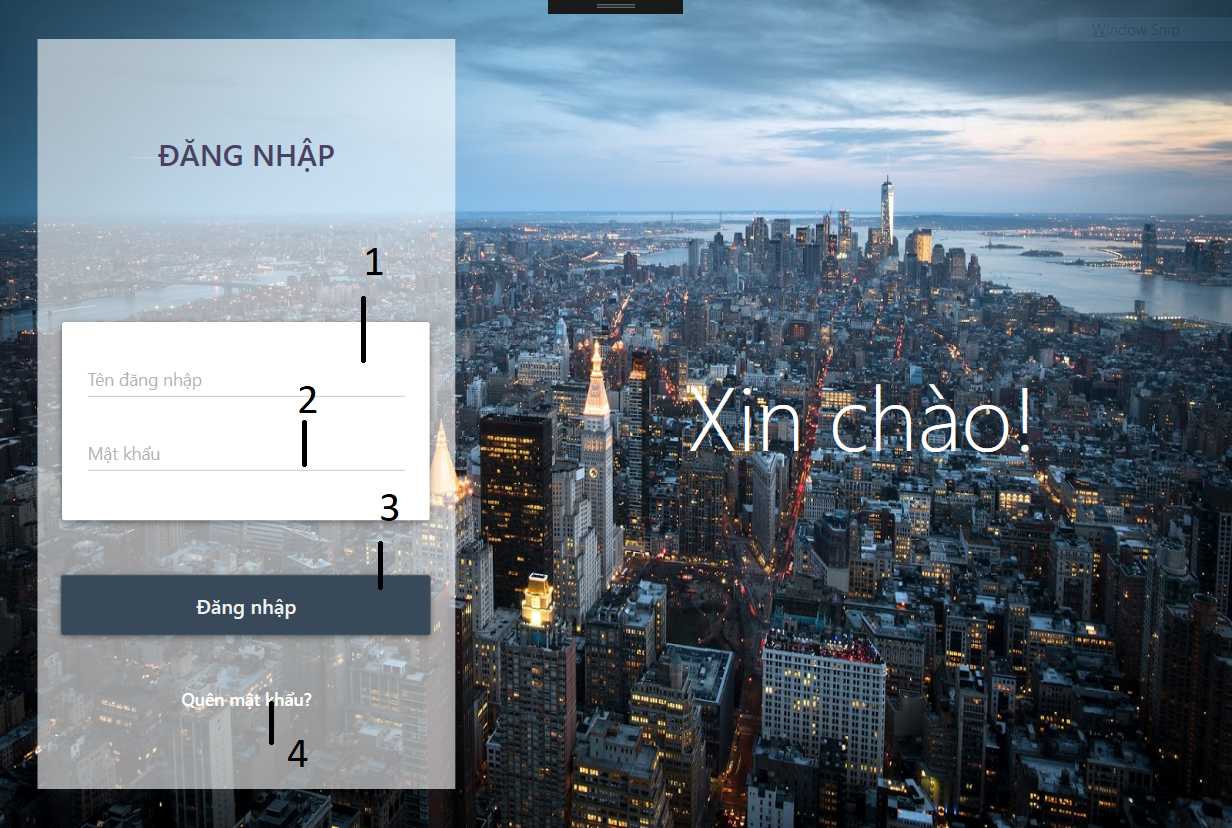 Window Snip
ĐĂNG NHẬP
1
Tên đăng nhập
2
Xin chào!
Mật khẩu
3
Đăng nhập
Quên mật khẩu?
4